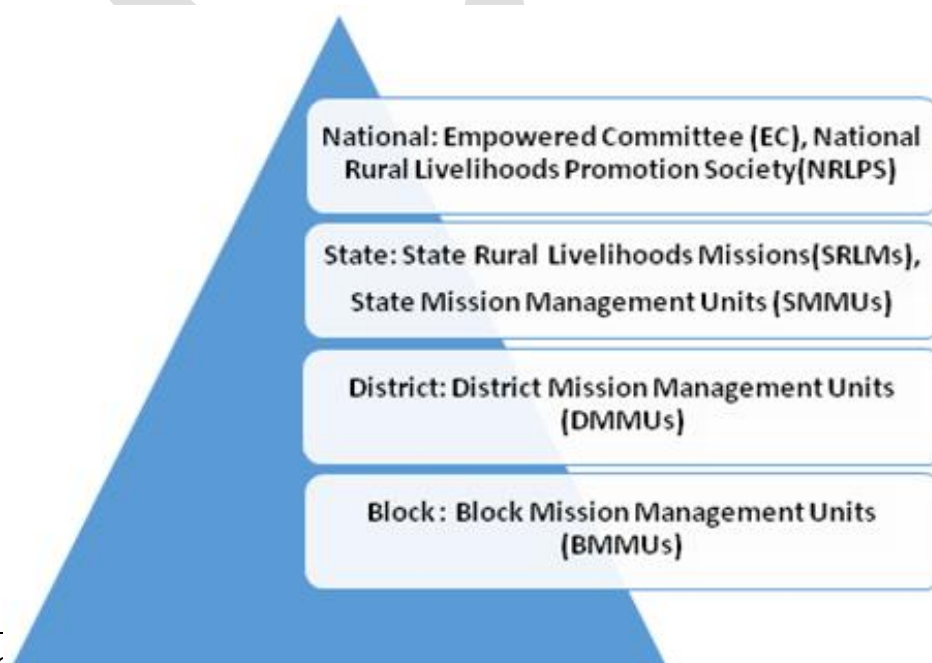 National: Empowered Committee (EC), National
Rural Livelihoods Promotion Society(NRLPS)
State: State Rural Livelihoods Missions(SRLMs),
State Mission Management Units (SMMUs)
District: District Mission Management Units
(DMMUs)
Block : Block Mission Management Units
(BMMUs)